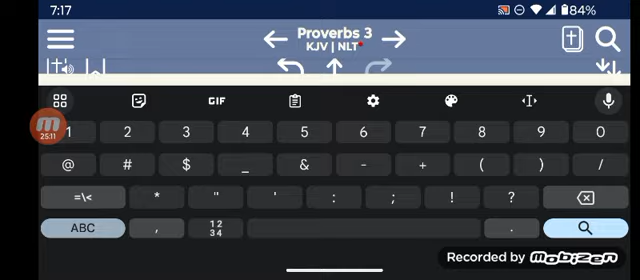 7:17
84%
Proverbs 3
KJV | NLT
GIF
25:11
1 2 3 4 5 6 7 8 9 0
@ # $ _ & - + ( ) /
=\< * " ' : ; ! ?
ABC , 12 34 .
Recorded by mobizen